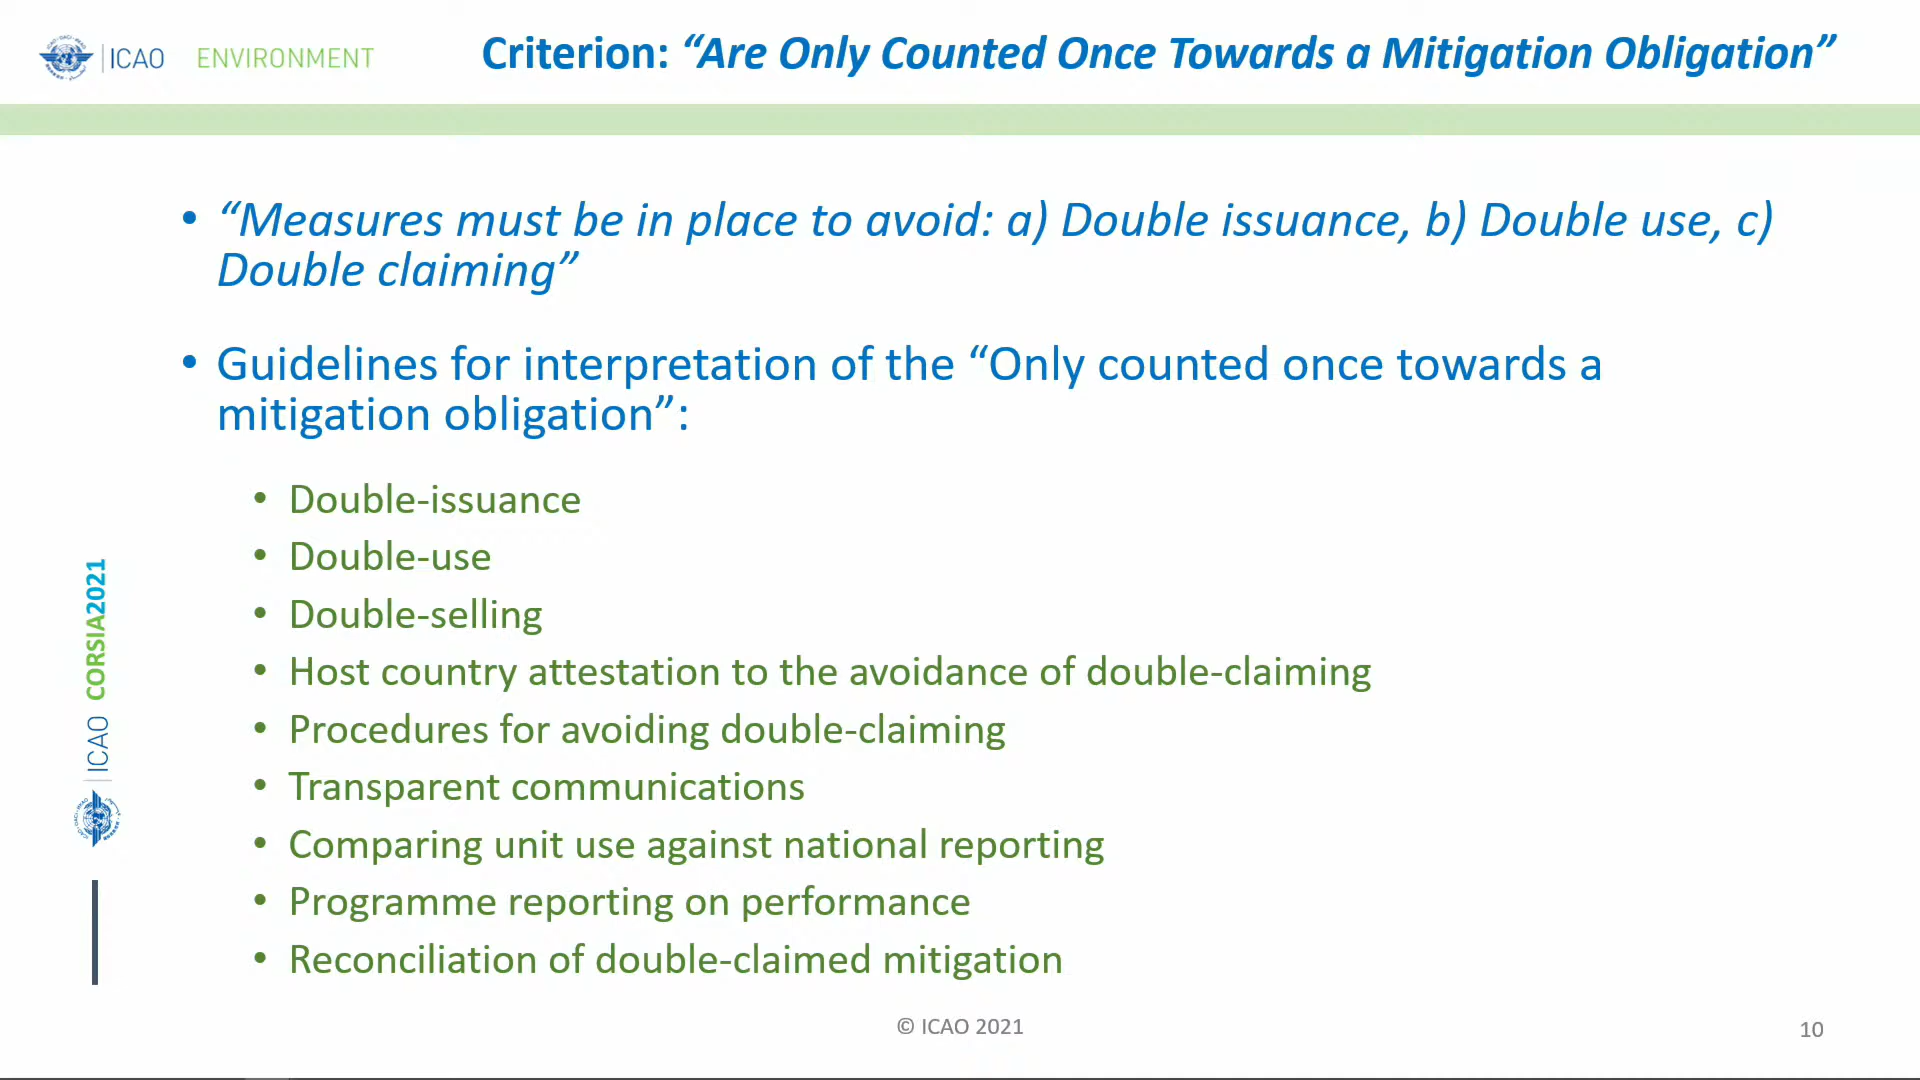 ICAO ENVIRONMENT
Criterion: “Are Only Counted Once Towards a Mitigation Obligation”
• “Measures must be in place to avoid: a) Double issuance, b) Double use, c)
Double claiming”
• Guidelines for interpretation of the “Only counted once towards a
mitigation obligation”:
• Double-issuance
• Double-use
• Double-selling
• Host country attestation to the avoidance of double-claiming
• Procedures for avoiding double-claiming
• Transparent communications
• Comparing unit use against national reporting
• Programme reporting on performance
• Reconciliation of double-claimed mitigation
ICAO CORSIA2021
© ICAO 2021
10